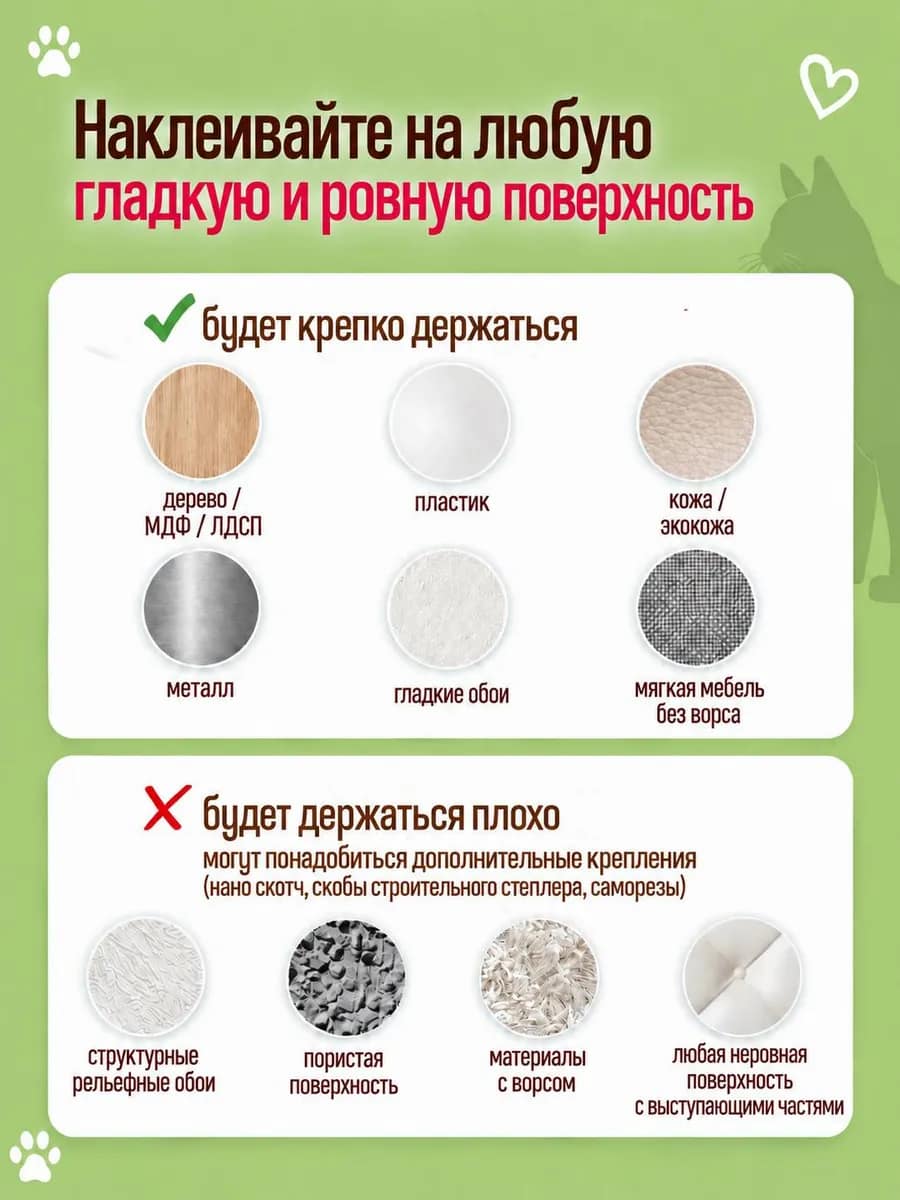 Наклеивайте на любую
гладкую и ровную поверхность
будет крепко держаться
дерево /
МДФ / ЛДСП
пластик
кожа /
экокожа
металл
гладкие обои
мягкая мебель
без ворса
будет держаться плохо
могут понадобиться дополнительные крепления
(нано скотч, скобы строительного степлера, саморезы)
структурные
рельефные обои
пористая
поверхность
материалы
с ворсом
любая неровная
поверхность
с выступающими частями